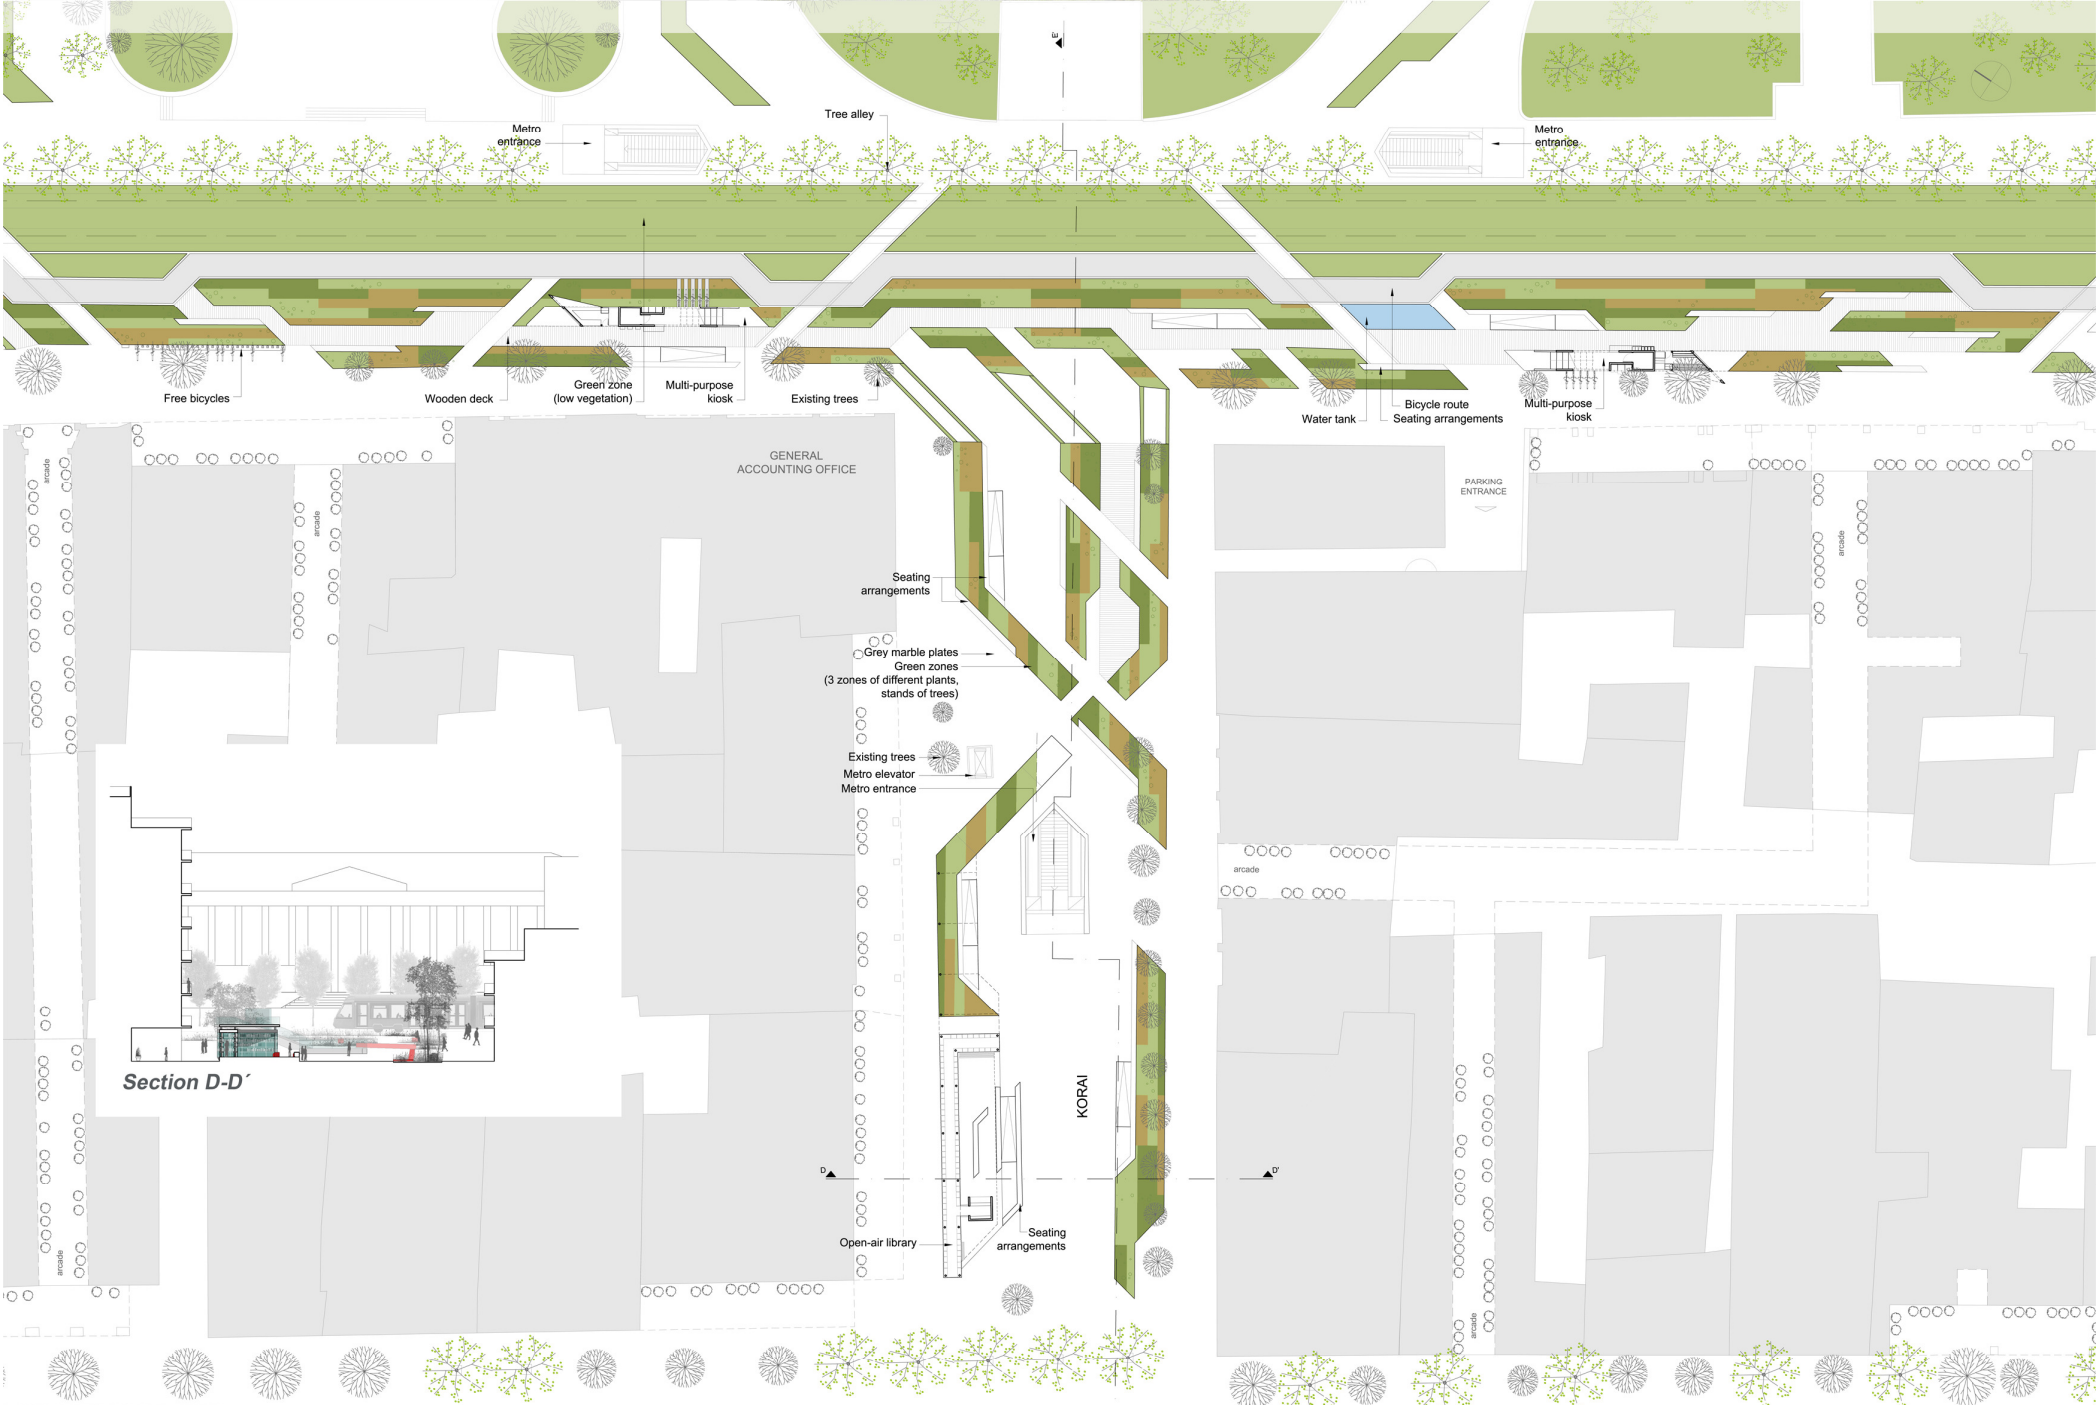 E'
Tree alley
Metro
entrance
Metro
entrance
Free bicycles
Wooden deck
Green zone
(low vegetation)
Multi-purpose
kiosk
Existing trees
Water tank
Bicycle route
Seating arrangements
Multi-purpose
kiosk
GENERAL
ACCOUNTING OFFICE
PARKING
ENTRANCE
arcade
arcade
arcade
Seating
arrangements
Grey marble plates
Green zones
(3 zones of different plants,
stands of trees)
Existing trees
Metro elevator
Metro entrance
arcade
Section D-D´
KORAI
D
D'
Open-air library
Seating
arrangements
arcade
arcade